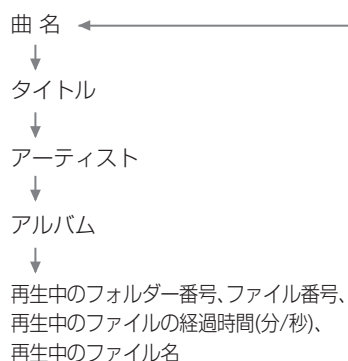 曲 名
タイトル
アーティスト
アルバム
再生中のフォルダー番号､ファイル番号､
再生中のファイルの経過時間(分/秒)､
再生中のファイル名